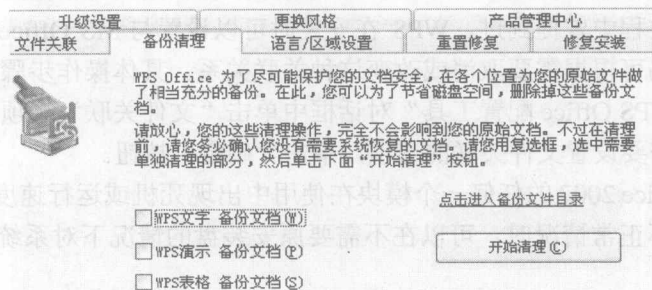 升级设置 更换风格 产品管理中心
文件关联 备份清理 语言/区域设置 重置修复 修复安装
WPS Office 为了尽可能保护您的文档安全，在各个位置为您的原始文件做
了相当充分的备份。在此，您可以为了节省磁盘空间，删除掉这些备份文
档。
请放心，您的这些清理操作，完全不会影响到您的原始文档。不过在清理
前，请您务必确认您没有需要系统恢复的文档。请您用复选框，选中需要
单独清理的部分，然后单击下面“开始清理”按钮。
点击进入备份文件目录
WPS文字 备份文档(W)
开始清理(C)
WPS演示 备份文档(P)
WPS表格 备份文档(S)